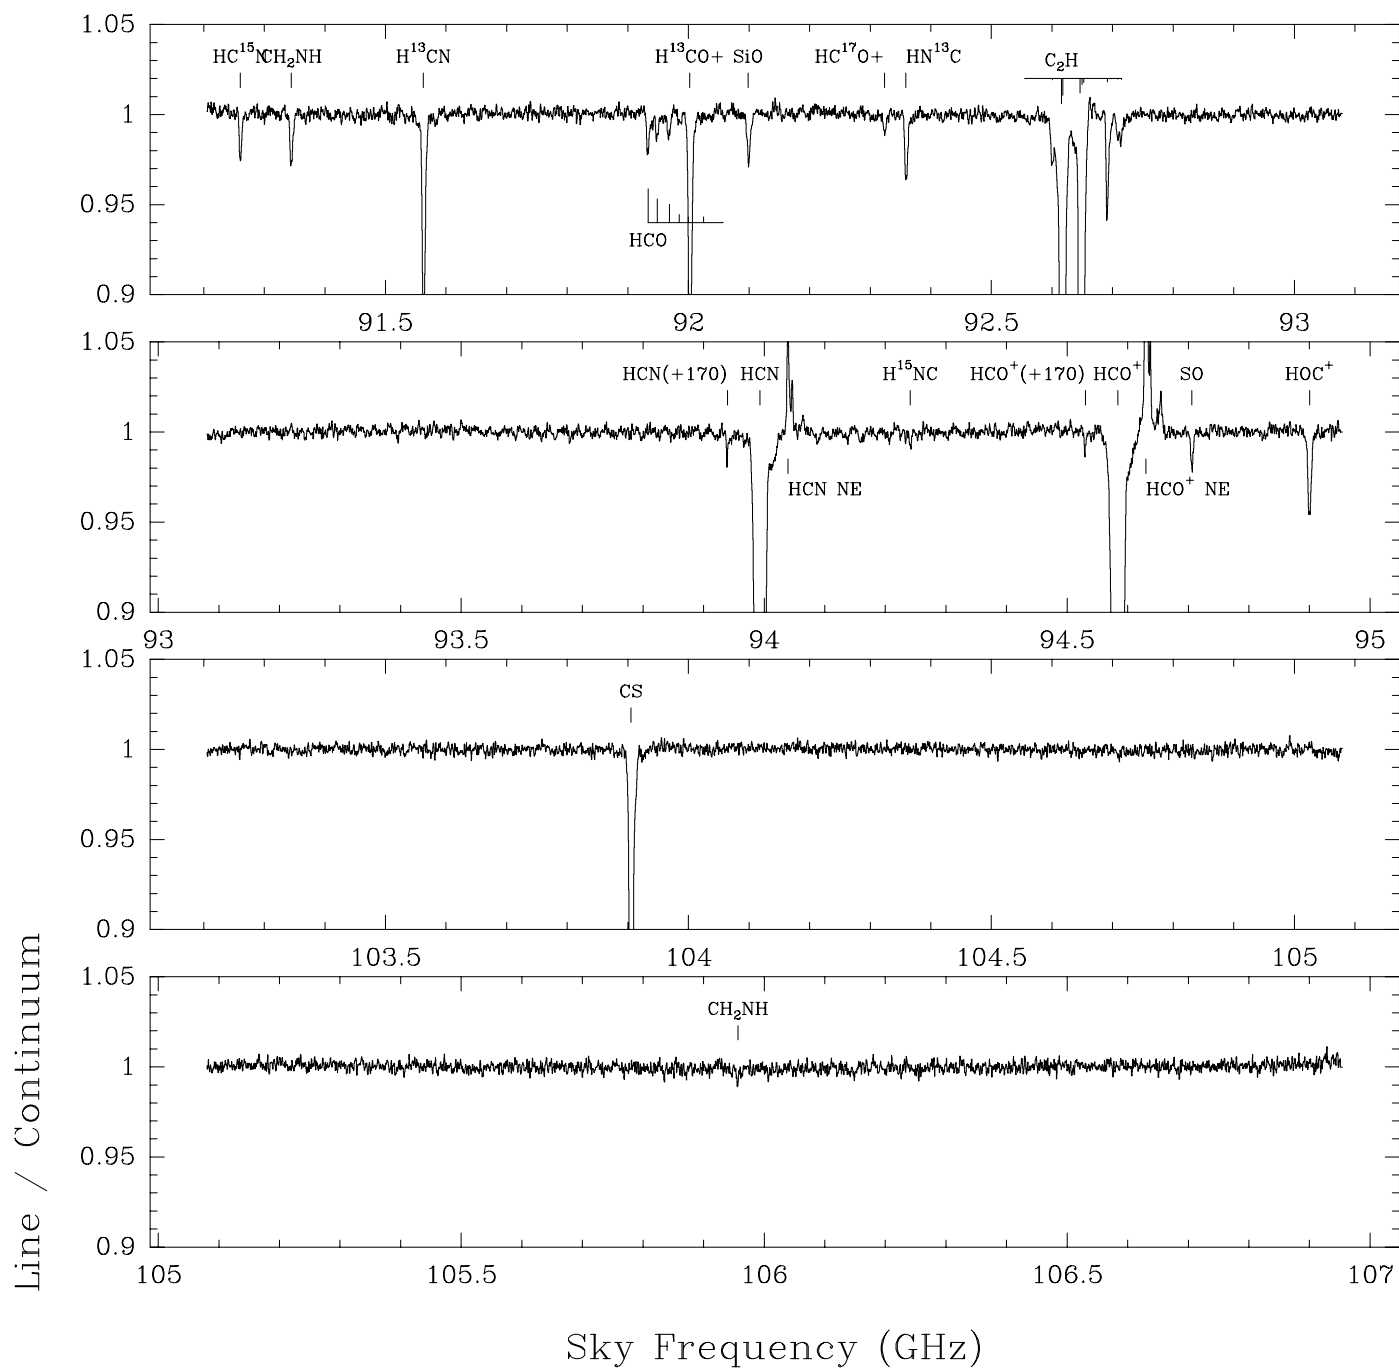 1.05
HC¹⁵N CH₂NH H¹³CN H¹³CO+ SiO HC¹⁷O+ HN¹³C C₂H
1
0.95
HCO
0.9
91.5 92 92.5 93
1.05
HCN(+170) HCN H¹⁵NC HCO⁺(+170) HCO⁺ SO HOC⁺
1
HCN NE HCO⁺ NE
0.95
0.9
93 93.5 94 94.5 95
1.05
CS
1
0.95
0.9
103.5 104 104.5 105
1.05
CH₂NH
1
0.95
0.9
105 105.5 106 106.5 107
Line / Continuum
Sky Frequency (GHz)